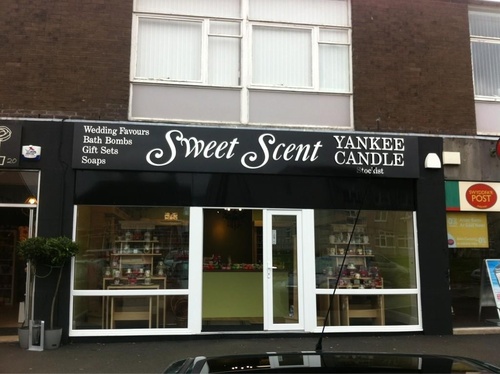 Wedding Favours
Bath Bombs
Gift Sets
Soaps
Sweet Scent
YANKEE
CANDLE
Stockist
POST